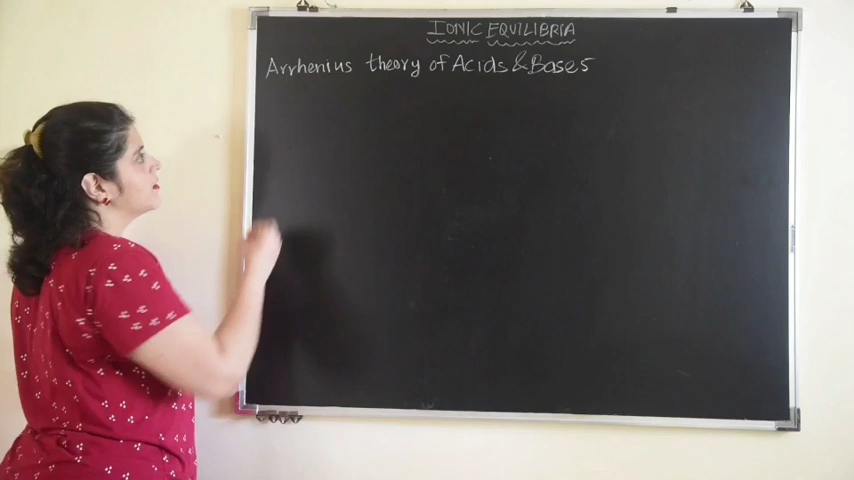 IONIC EQUILIBRIA
Arrhenius theory of Acids & Bases